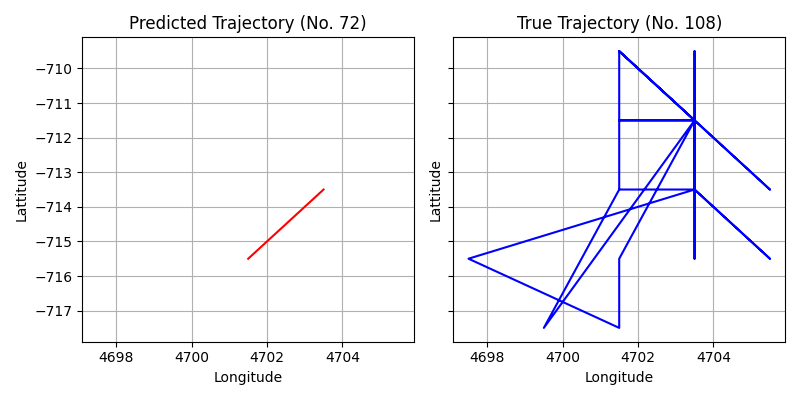 Predicted Trajectory (No. 72)
True Trajectory (No. 108)
Lattitude
−710
−711
−712
−713
−714
−715
−716
−717
4698
4700
4702
4704
Longitude
Lattitude
4698
4700
4702
4704
Longitude